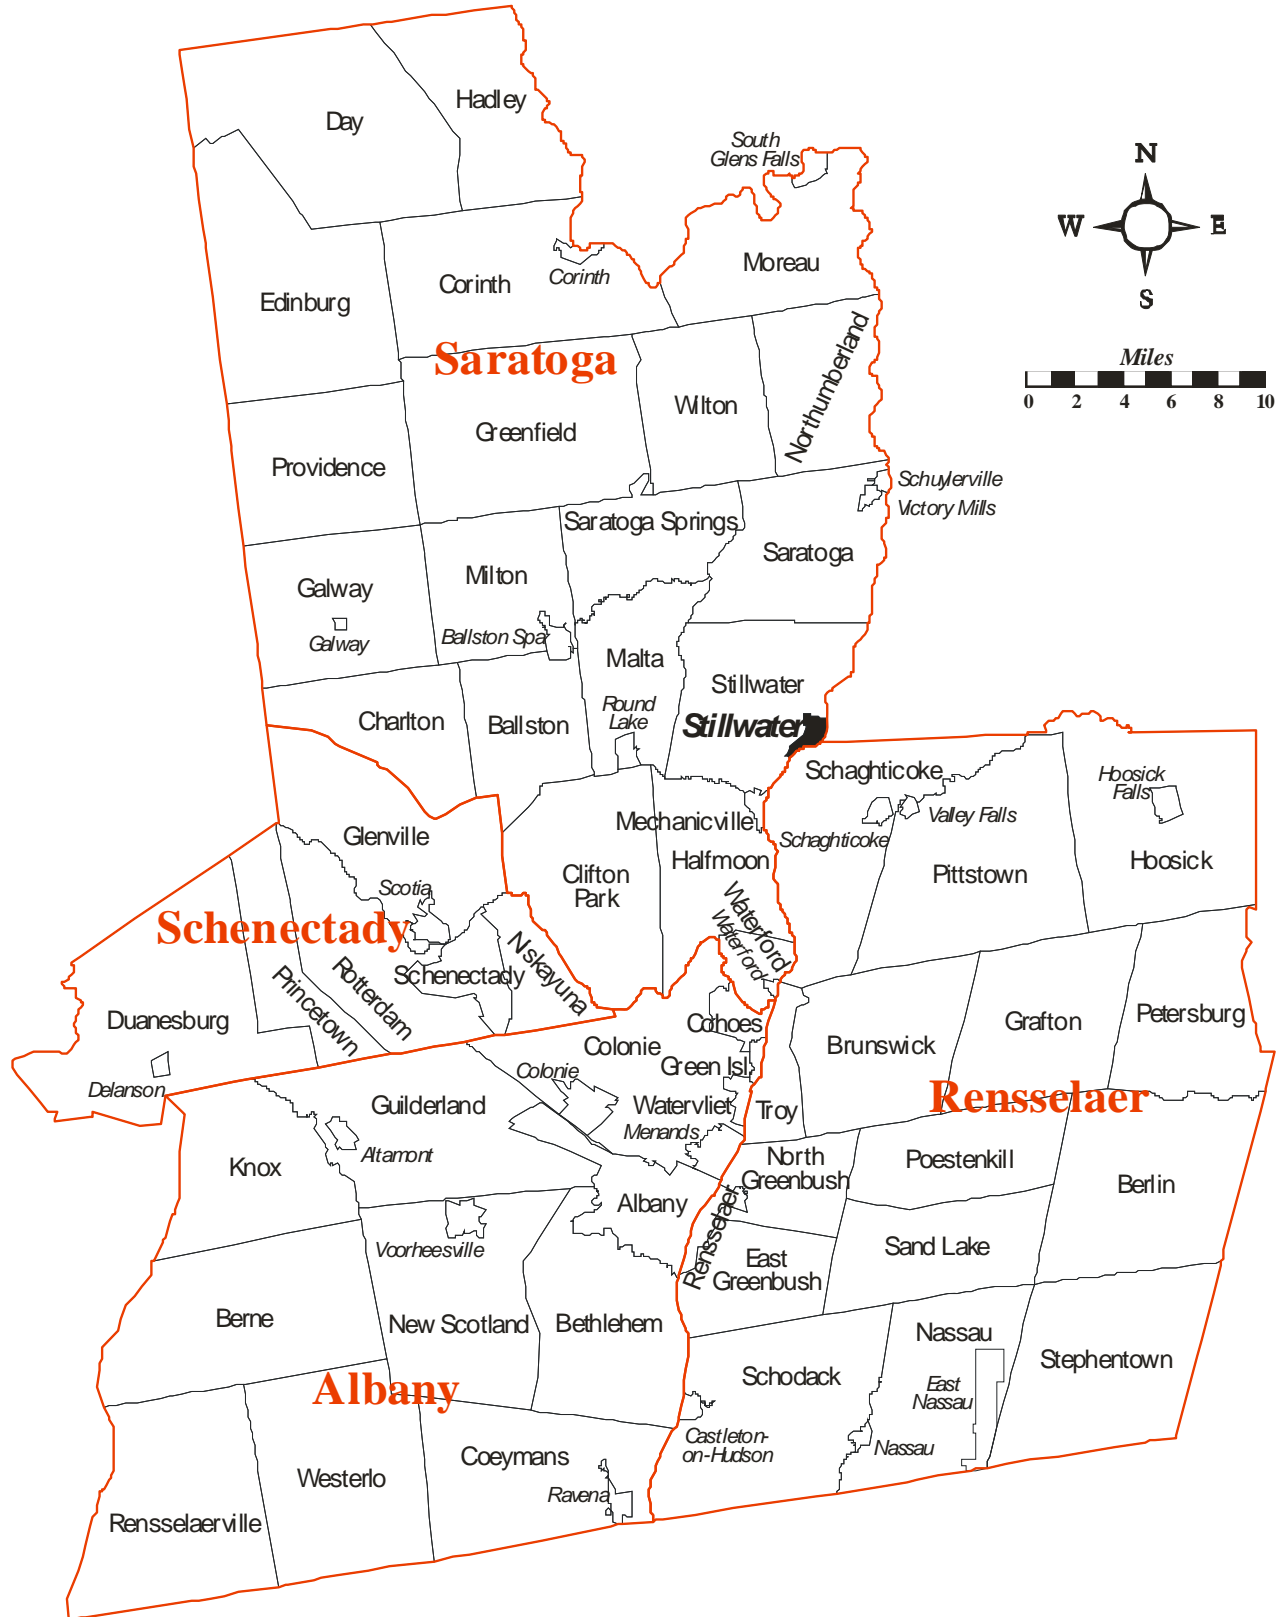 Hadley
Day
South
Glens Falls
N
W
E
S
Moreau
Corinth
Corinth
Edinburg
Miles
0 2 4 6 8 10
Saratoga
Northumberland
Wilton
Greenfield
Providence
Schuylerville
Victory Mills
Saratoga Springs
Saratoga
Milton
Galway
Galway
Ballston Spa
Malta
Stillwater
Round
Lake
Stillwater
Charlton
Ballston
Schaghticoke
Hoosick
Falls
Valley Falls
Mechanicville
Schaghticoke
Glenville
Halfmoon
Hoosick
Clifton
Park
Pittstown
Scotia
Waterford
Waterford
Schenectady
Niskayuna
Schenectady
Rotterdam
Princetown
Duanesburg
Cohoes
Petersburg
Grafton
Colonie
Brunswick
Green Isl.
Colonie
Delanson
Rensselaer
Guilderland
Watervliet
Troy
Menands
Altamont
Knox
North
Greenbush
Poestenkill
Berlin
Albany
Rensselaer
Voorheesville
Sand Lake
East
Greenbush
Berne
New Scotland
Bethlehem
Nassau
Stephentown
Schodack
East
Nassau
Albany
Castleton-
on-Hudson
Nassau
Coeymans
Westerlo
Ravena
Rensselaerville